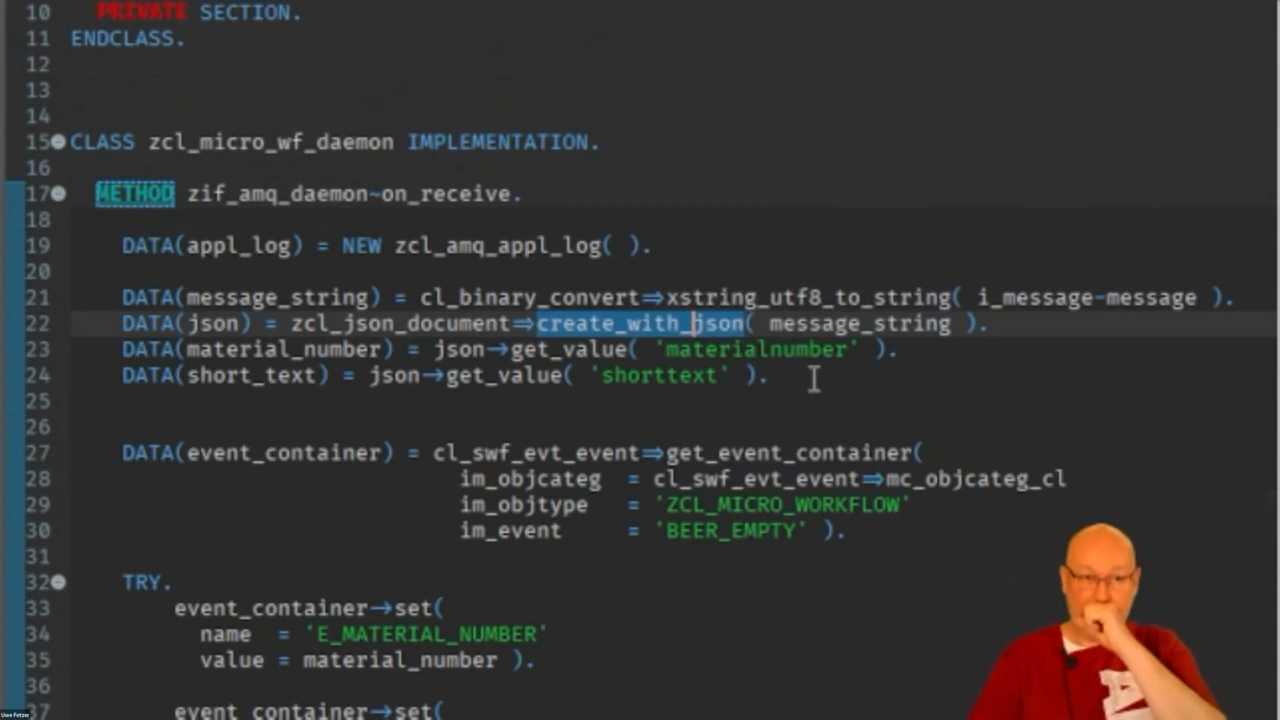 10 PRIVATE SECTION.
11 ENDCLASS.
12
13
14
15 CLASS zcl_micro_wf_daemon IMPLEMENTATION.
16
17 METHOD zif_amq_daemon~on_receive.
18
19 DATA(appl_log) = NEW zcl_amq_appl_log( ).
20
21 DATA(message_string) = cl_binary_convert=>xstring_utf8_to_string( i_message-message ).
22 DATA(json) = zcl_json_document=>create_with_json( message_string ).
23 DATA(material_number) = json->get_value( 'materialnumber' ).
24 DATA(short_text) = json->get_value( 'shorttext' ).
25
26
27 DATA(event_container) = cl_swf_evt_event=>get_event_container(
28 im_objcateg = cl_swf_evt_event=>mc_objcateg_cl
29 im_objtype = 'ZCL_MICRO_WORKFLOW'
30 im_event = 'BEER_EMPTY' ).
31
32 TRY.
33 event_container->set(
34 name = 'E_MATERIAL_NUMBER'
35 value = material_number ).
36
37 event_container->set(
Uwe Fetzer